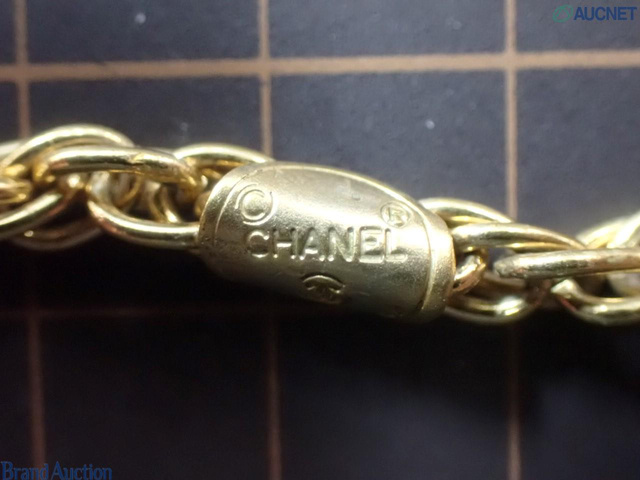 AUCNET
©
®
CHANEL
Brand Auction